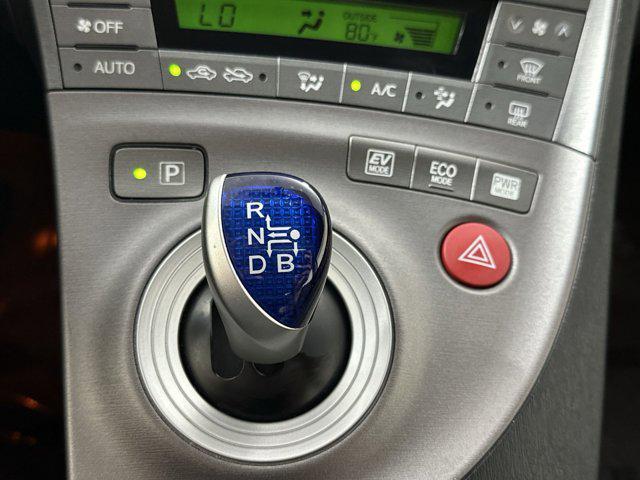 LO
OUTSIDE
80°F
OFF
AUTO
A/C
FRONT
REAR
P
EV MODE
ECO MODE
PWR MODE
R
N
D B